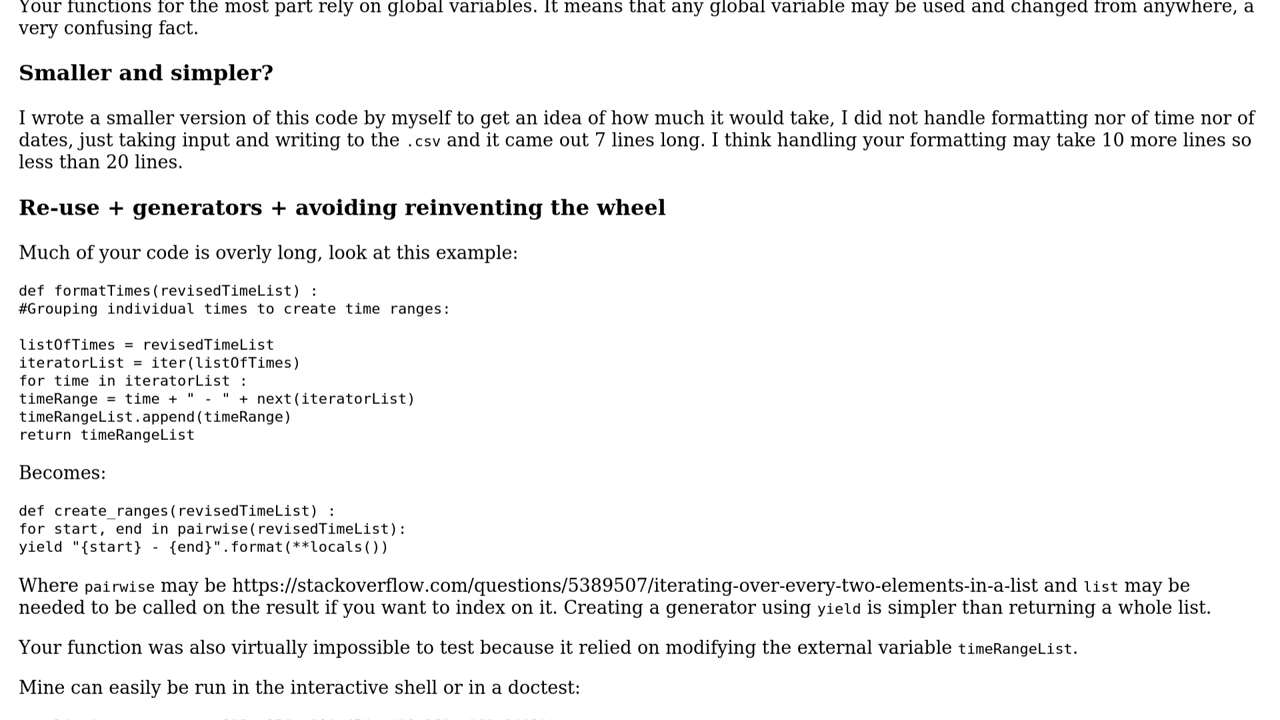 Your functions for the most part rely on global variables. It means that any global variable may be used and changed from anywhere, a
very confusing fact.
Smaller and simpler?
I wrote a smaller version of this code by myself to get an idea of how much it would take, I did not handle formatting nor of time nor of
dates, just taking input and writing to the .csv and it came out 7 lines long. I think handling your formatting may take 10 more lines so
less than 20 lines.
Re-use + generators + avoiding reinventing the wheel
Much of your code is overly long, look at this example:
def formatTimes(revisedTimeList) :
#Grouping individual times to create time ranges:
listOfTimes = revisedTimeList
iteratorList = iter(listOfTimes)
for time in iteratorList :
timeRange = time + " - " + next(iteratorList)
timeRangeList.append(timeRange)
return timeRangeList
Becomes:
def create_ranges(revisedTimeList) :
for start, end in pairwise(revisedTimeList):
yield "{start} - {end}".format(**locals())
Where pairwise may be https://stackoverflow.com/questions/5389507/iterating-over-every-two-elements-in-a-list and list may be
needed to be called on the result if you want to index on it. Creating a generator using yield is simpler than returning a whole list.
Your function was also virtually impossible to test because it relied on modifying the external variable timeRangeList.
Mine can easily be run in the interactive shell or in a doctest: